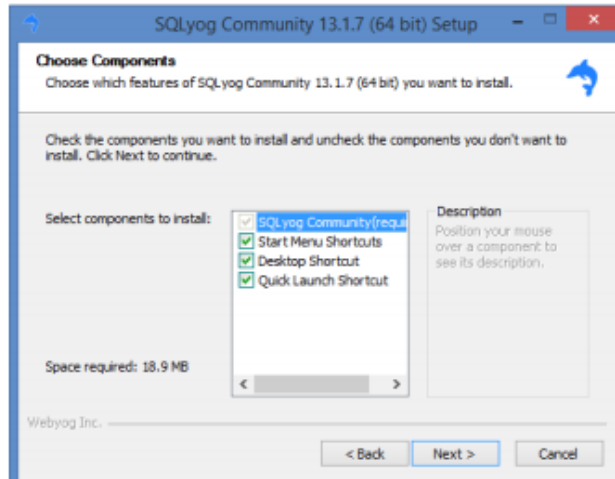 SQLyog Community 13.1.7 (64 bit) Setup
Choose Components
Choose which features of SQLyog Community 13.1.7 (64 bit) you want to install.
Check the components you want to install and uncheck the components you don't want to
install. Click Next to continue.
Select components to install:
SQLyog Community(requi
Start Menu Shortcuts
Desktop Shortcut
Quick Launch Shortcut
Description
Position your mouse
over a component to
see its description.
Space required: 18.9 MB
Webyog Inc.
< Back
Next >
Cancel